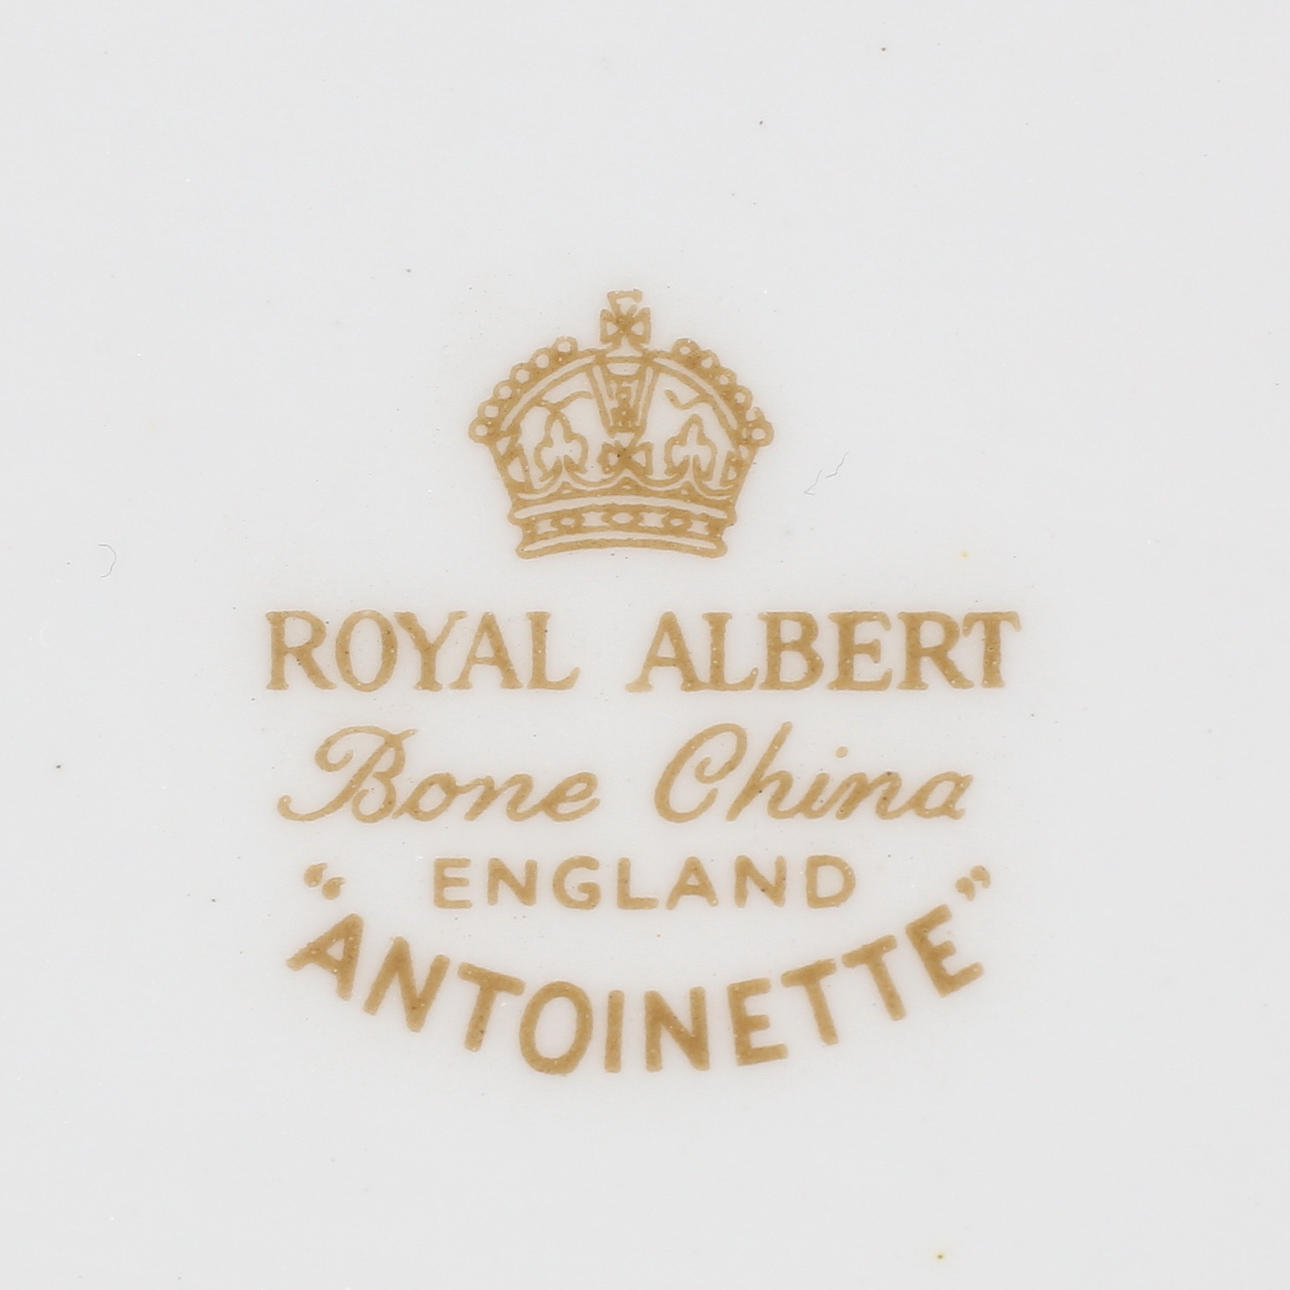 ROYAL ALBERT
Bone China
ENGLAND
“ANTOINETTE”